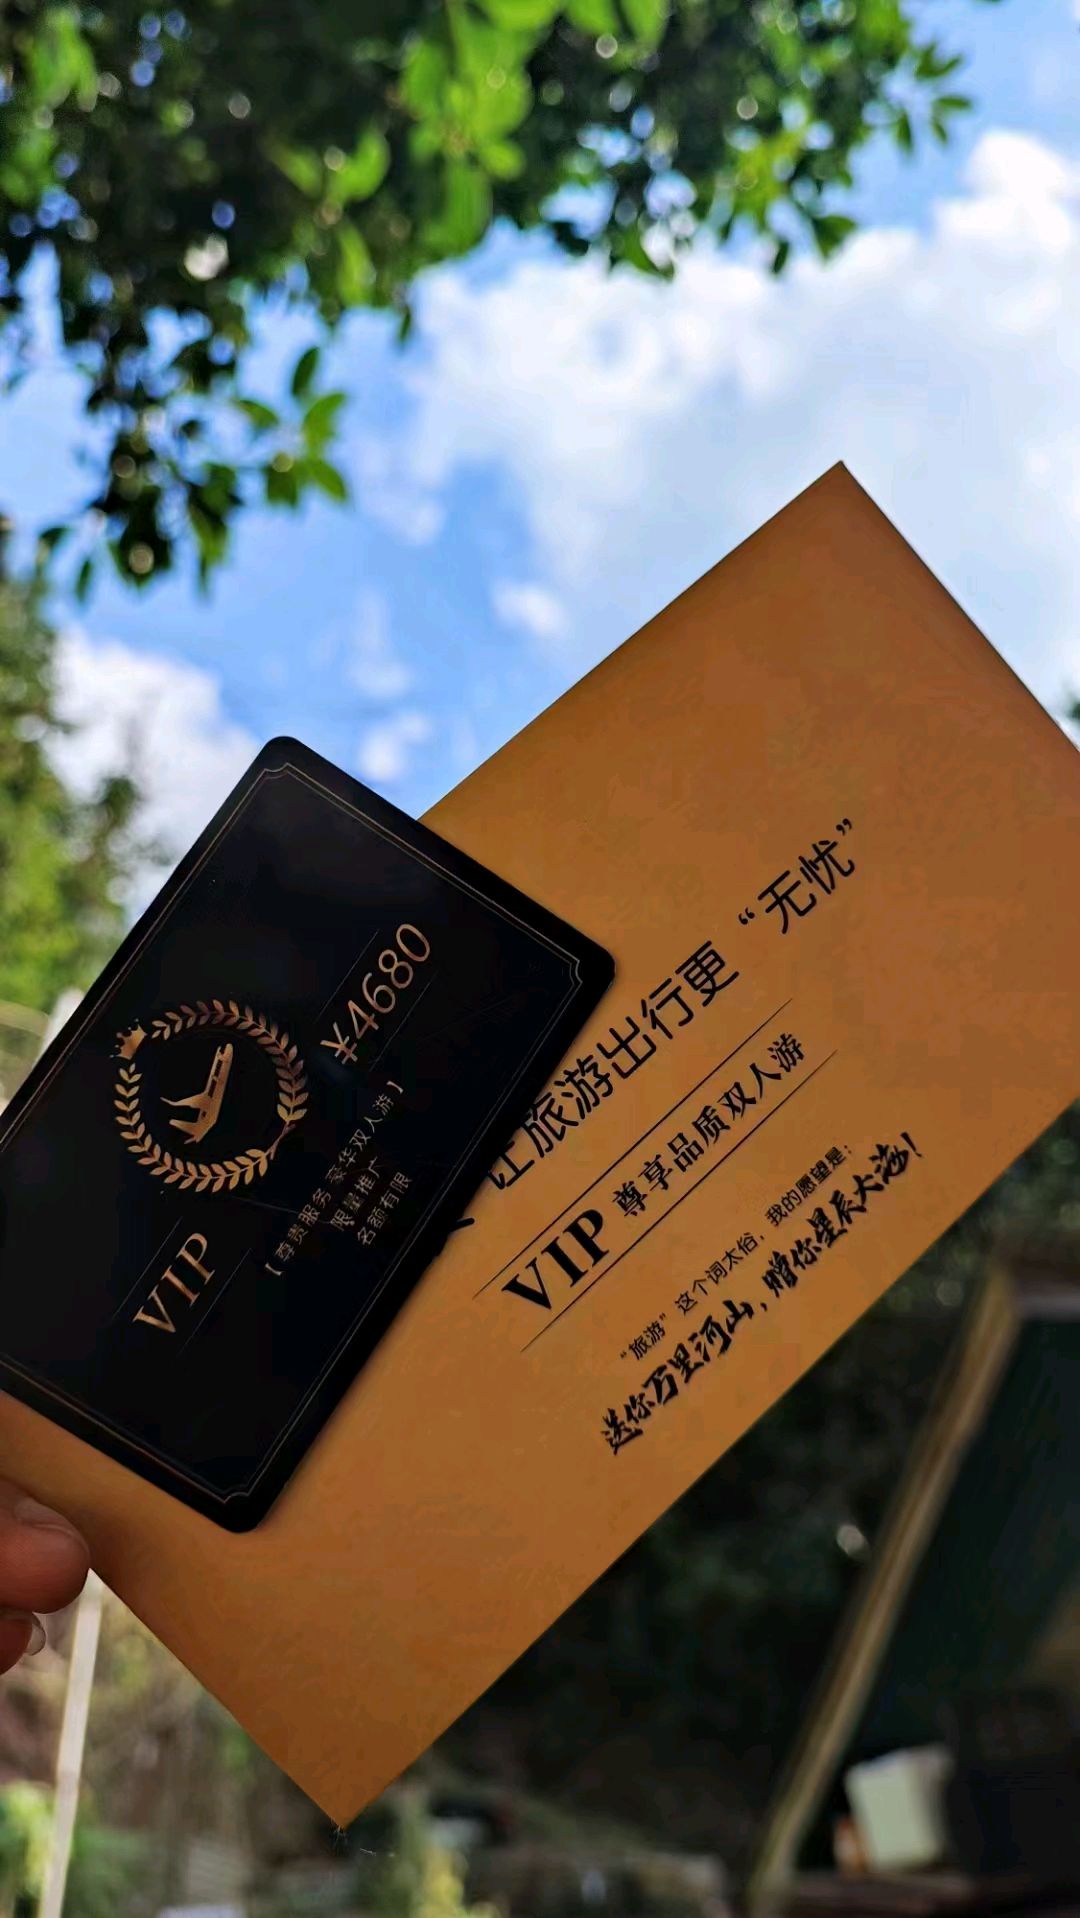 ¥4680
VIP
【尊贵服务 豪华双人游】
限量推广
名额有限
让旅游出行更“无忧”
VIP 尊享品质双人游
“旅游”这个词太俗，我的愿望是：
送你万里河山，赠你星辰大海！